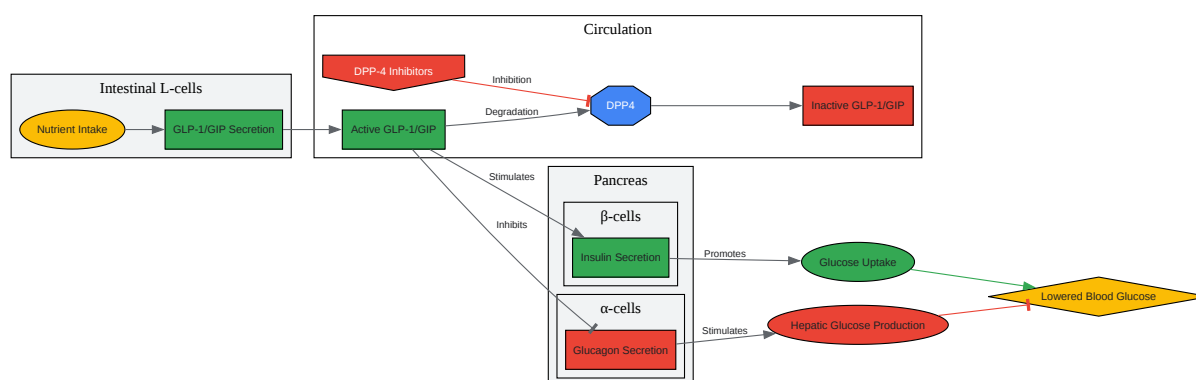 Circulation
Intestinal L-cells
DPP-4 Inhibitors
Inhibition
DPP4
Inactive GLP-1/GIP
Degradation
Nutrient Intake
GLP-1/GIP Secretion
Active GLP-1/GIP
Pancreas
Stimulates
β-cells
Inhibits
Insulin Secretion
Promotes
Glucose Uptake
Lowered Blood Glucose
α-cells
Glucagon Secretion
Stimulates
Hepatic Glucose Production